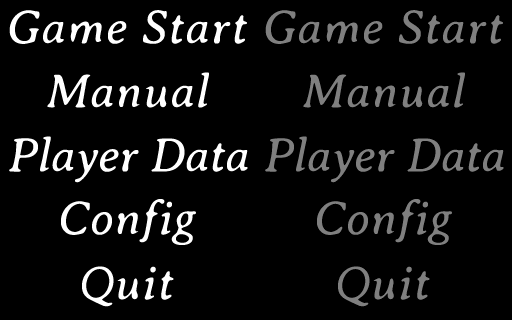 Game Start Game Start
Manual Manual
Player Data Player Data
Config Config
Quit Quit